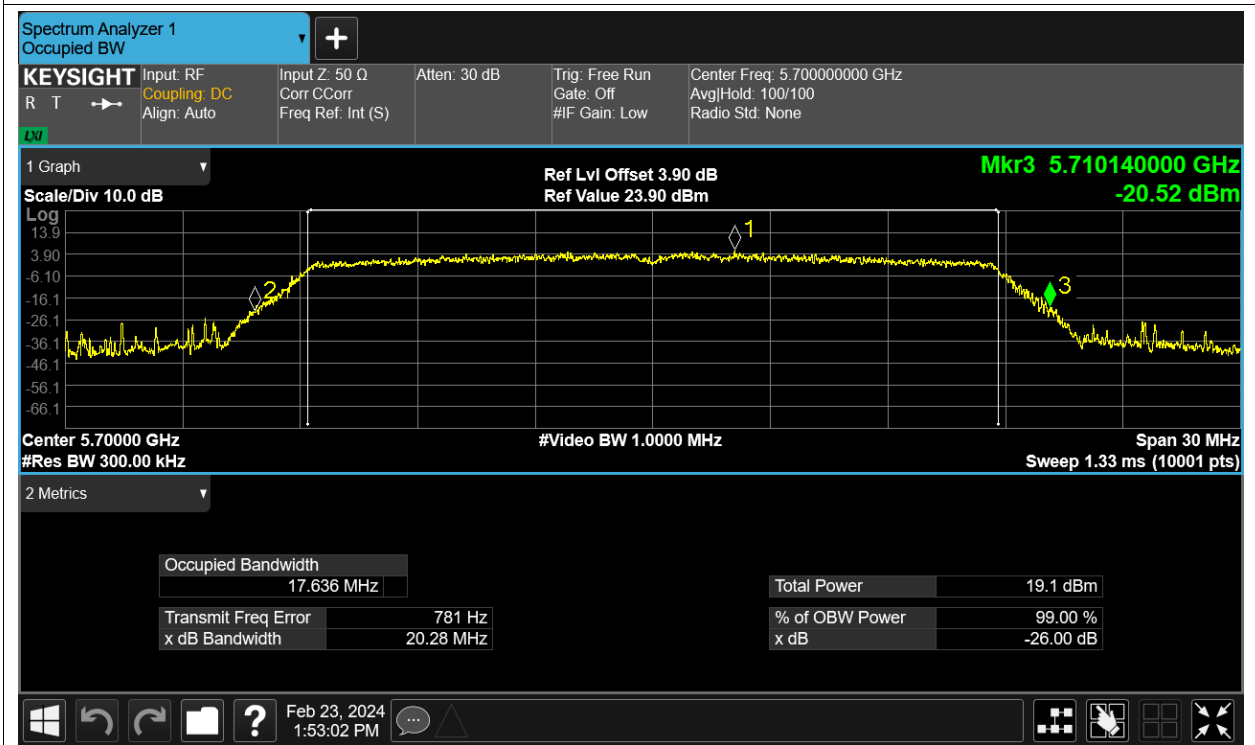 Spectrum Analyzer 1
Occupied BW
KEYSIGHT
R T
LXI
Input: RF
Coupling: DC
Align: Auto
Input Z: 50 Ω
Corr CCorr
Freq Ref: Int (S)
Atten: 30 dB
Trig: Free Run
Gate: Off
#IF Gain: Low
Center Freq: 5.700000000 GHz
Avg|Hold: 100/100
Radio Std: None
1 Graph
Scale/Div 10.0 dB
Ref Lvl Offset 3.90 dB
Ref Value 23.90 dBm
Mkr3 5.710140000 GHz
-20.52 dBm
Log
13.9
3.90
-6.10
-16.1
-26.1
-36.1
-46.1
-56.1
-66.1
1
2
3
Center 5.70000 GHz
#Video BW 1.0000 MHz
Span 30 MHz
#Res BW 300.00 kHz
Sweep 1.33 ms (10001 pts)
2 Metrics
Occupied Bandwidth
17.636 MHz
Total Power 19.1 dBm
Transmit Freq Error 781 Hz
% of OBW Power 99.00 %
x dB Bandwidth 20.28 MHz
x dB -26.00 dB
?
Feb 23, 2024
1:53:02 PM